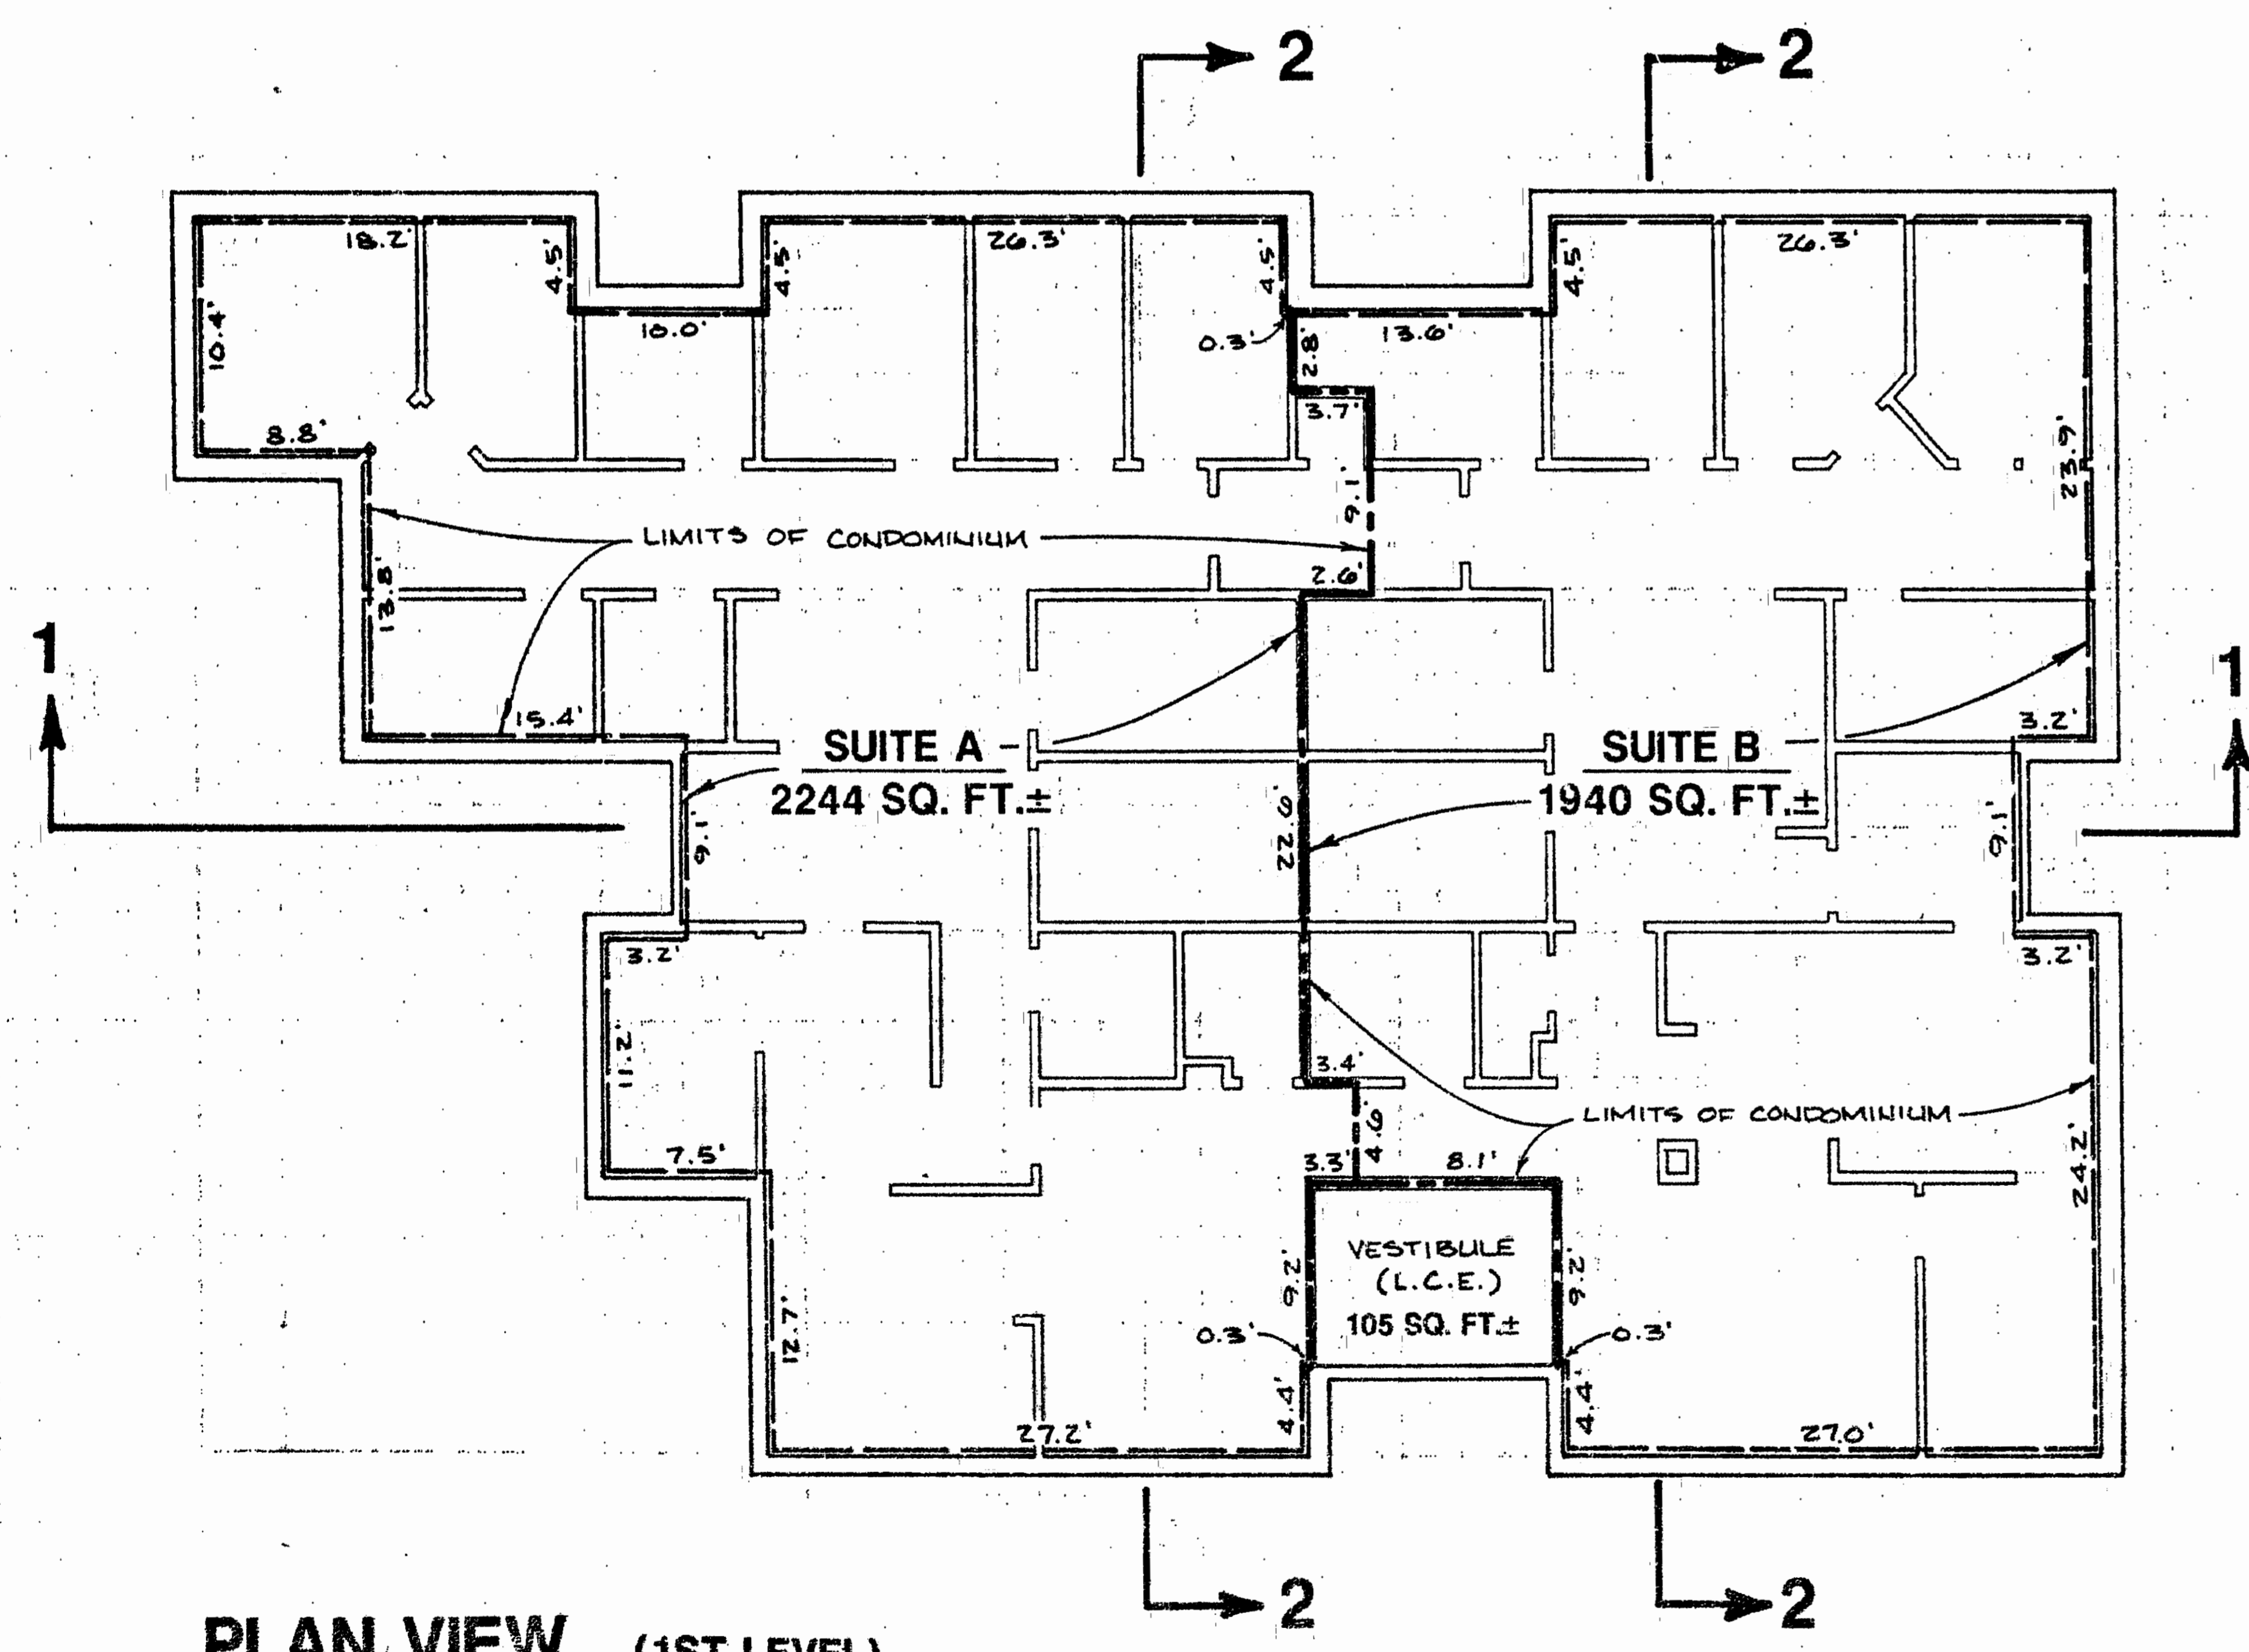 2 2
18.2' 4.5' 4.5' 26.3' 4.5' 4.5' 26.3'
10.4' 10.0' 0.3' 2.8' 13.6'
8.8' 3.7' 23.9'
9.1'
LIMITS OF CONDOMINIUM
13.8' 2.6'
1 1
15.4' 3.2'
SUITE A SUITE B
2244 SQ. FT.± 1940 SQ. FT.±
9.1' 22.6' 9.1'
3.2' 3.2'
11.2' 3.4'
LIMITS OF CONDOMINIUM
4.6'
7.5' 3.3' 8.1' 24.2'
VESTIBULE
9.2' (L.C.E.) 9.2'
12.7' 105 SQ. FT.±
0.3' 0.3'
4.4' 4.4'
27.2' 27.0'
2 2
PLAN VIEW (1ST LEVEL)